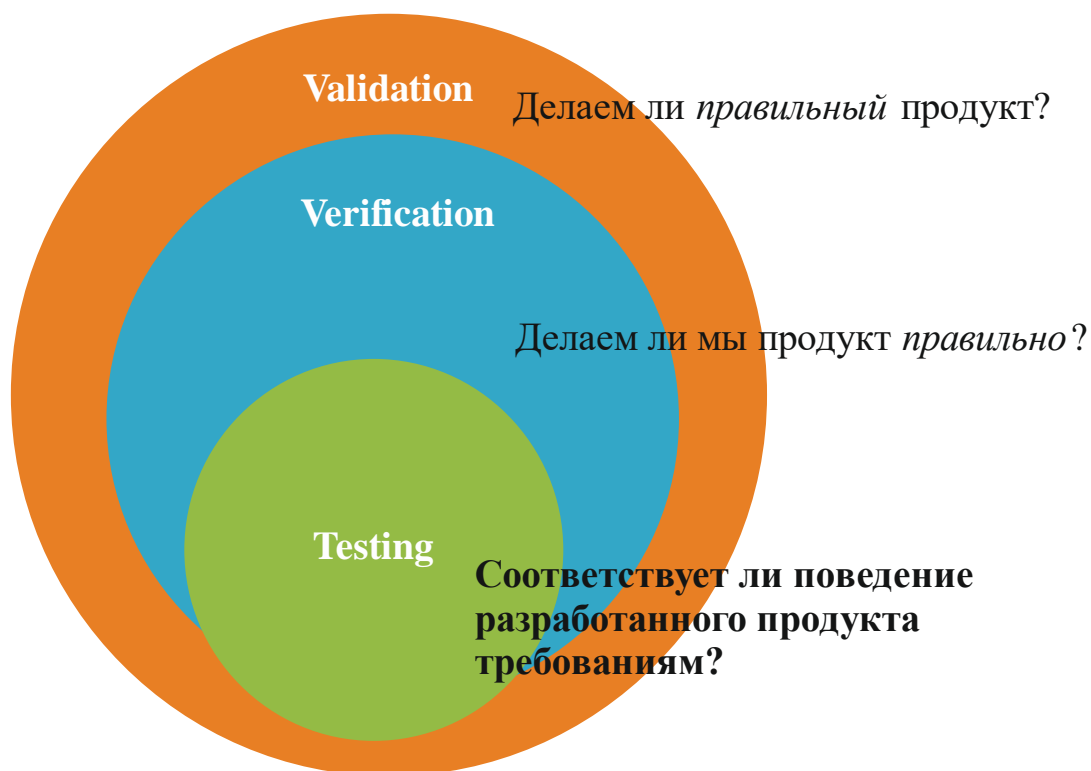 Validation
Делаем ли правильный продукт?
Verification
Делаем ли мы продукт правильно?
Testing
Соответствует ли поведение
разработанного продукта
требованиям?